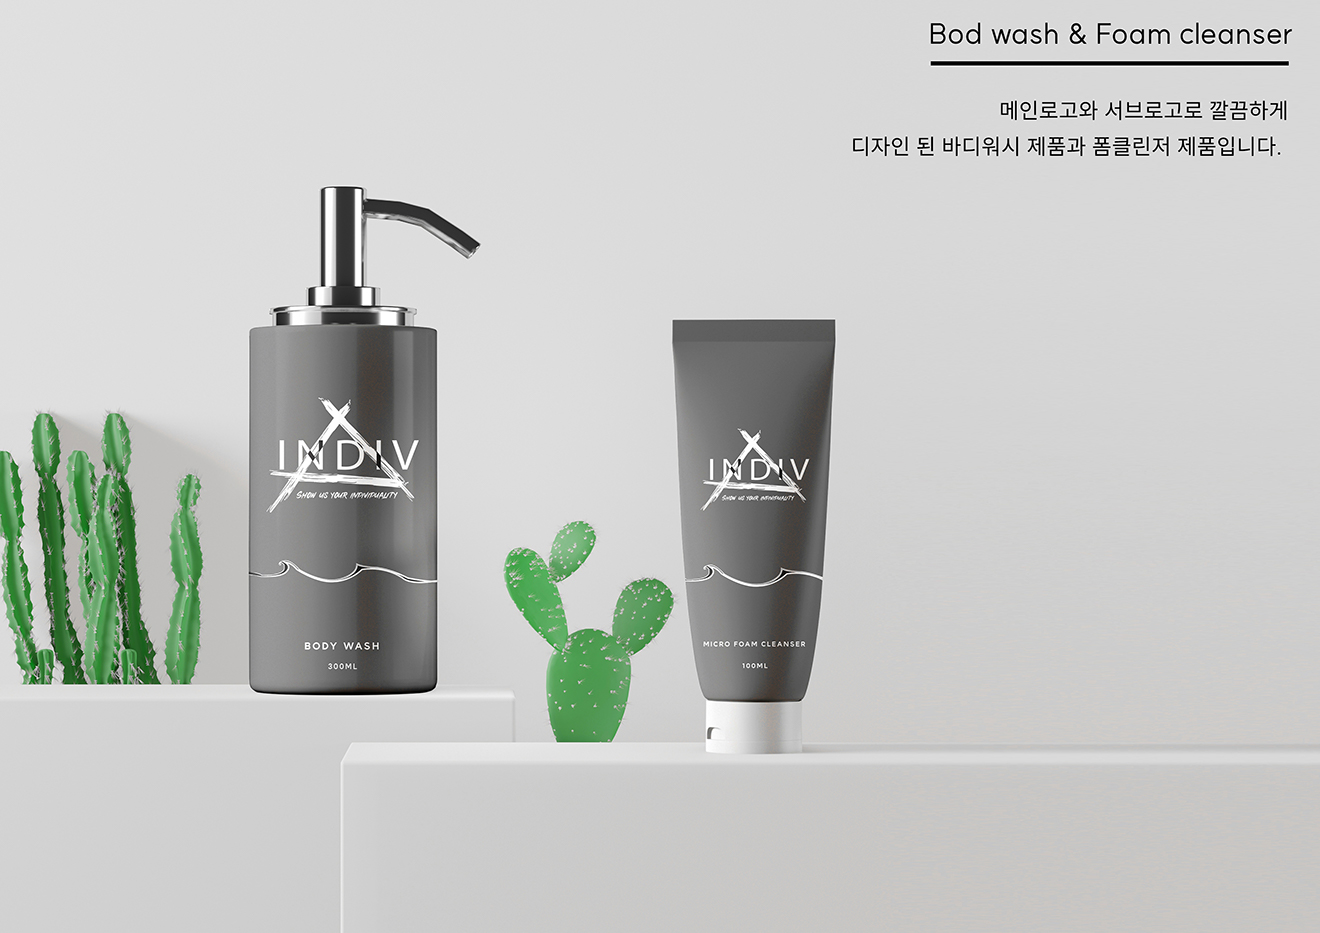 Bod wash & Foam cleanser
메인로고와 서브로고로 깔끔하게
디자인 된 바디워시 제품과 폼클린저 제품입니다.
INDIV
SHOW US YOUR INDIVIDUALITY
BODY WASH
300ML
INDIV
SHOW US YOUR INDIVIDUALITY
MICRO FOAM CLEANSER
100ML